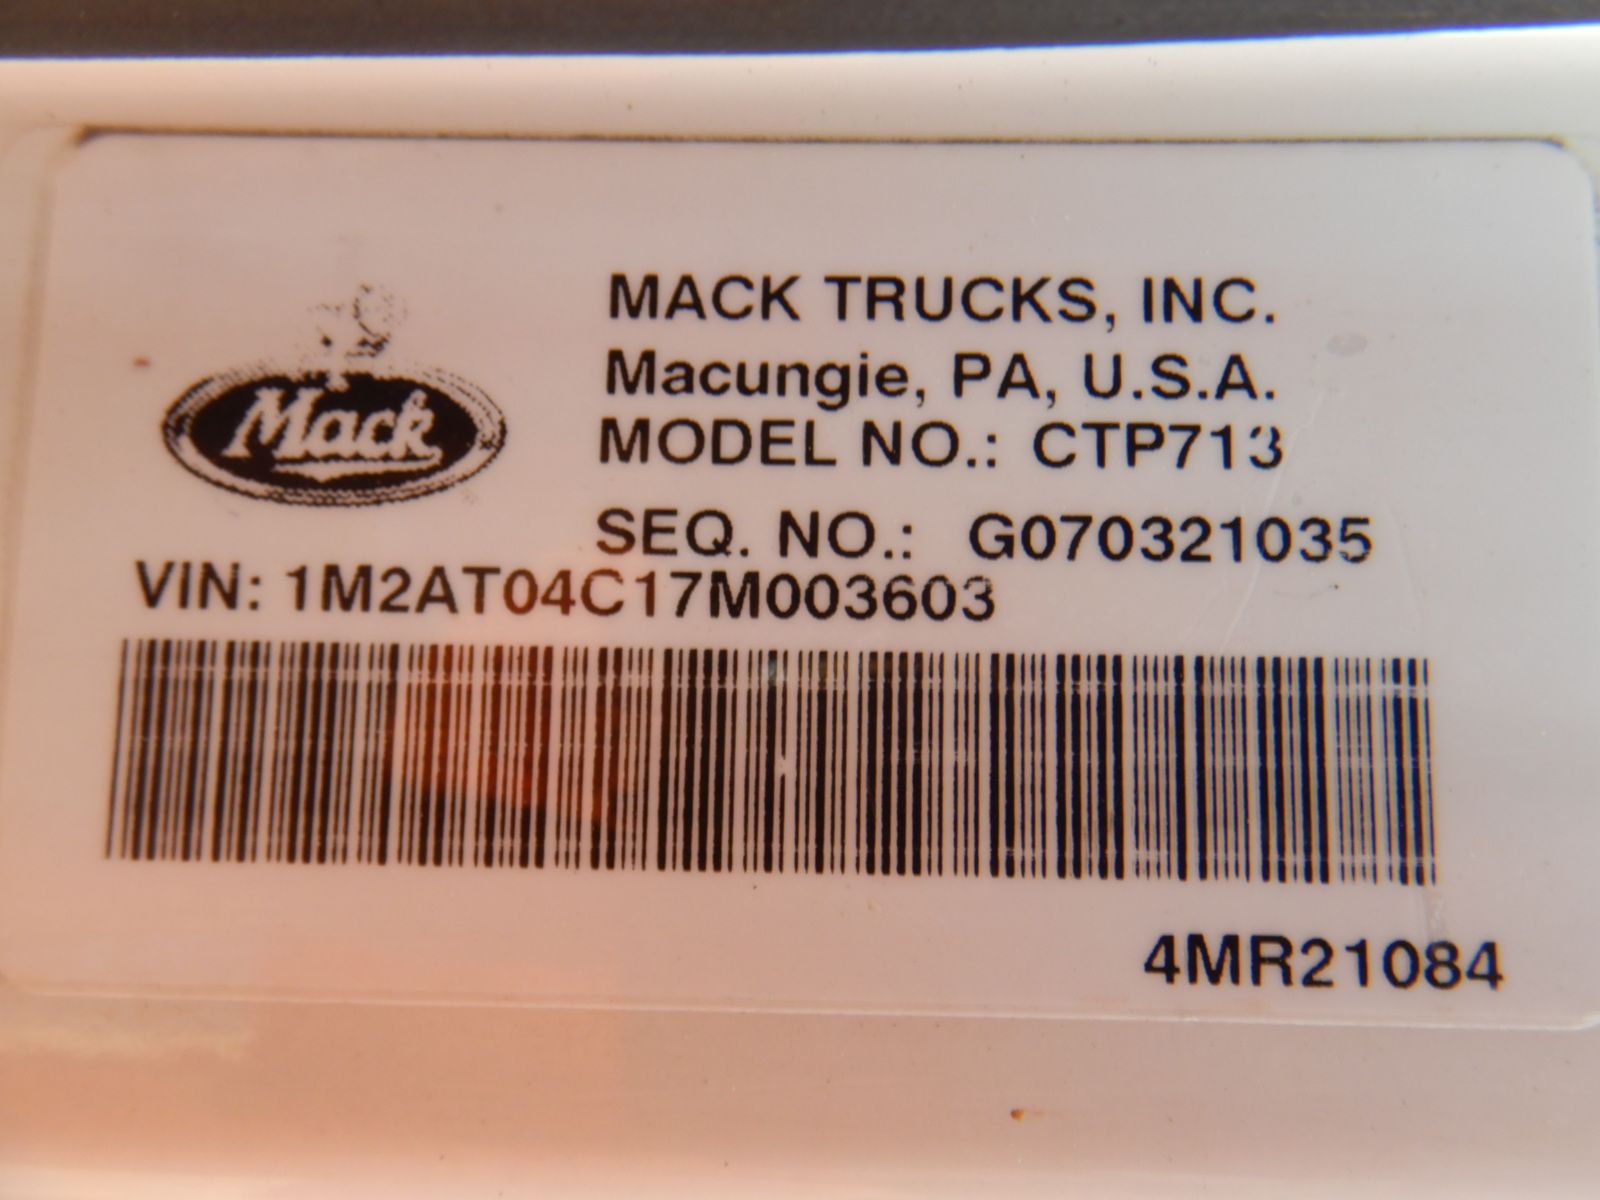 Mack
MACK TRUCKS, INC.
Macungie, PA, U.S.A.
MODEL NO.: CTP713
SEQ. NO.: G070321035
VIN: 1M2AT04C17M003603
4MR21084